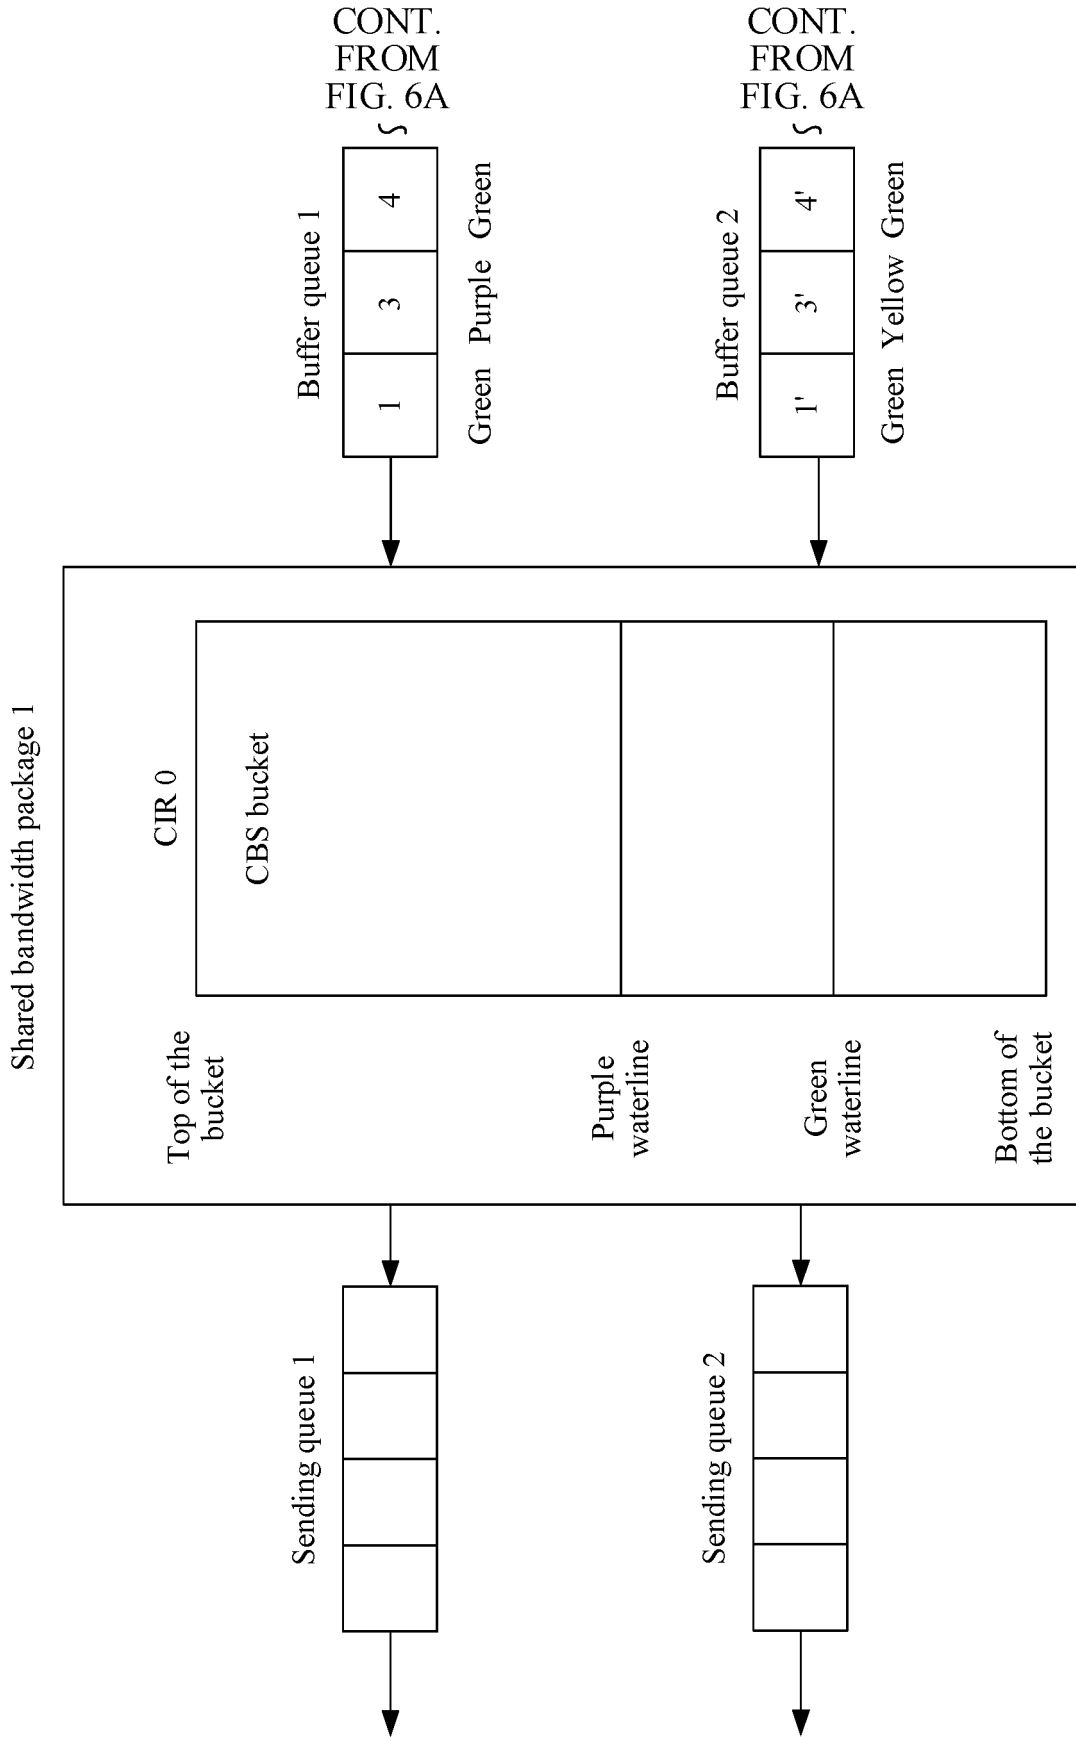 CONT.
FROM
FIG. 6A
CONT.
FROM
FIG. 6A
Shared bandwidth package 1
Buffer queue 1
1 3 4
Green Purple Green
Buffer queue 2
1' 3' 4'
Green Yellow Green
CIR 0
CBS bucket
Top of the
bucket
Purple
waterline
Green
waterline
Bottom of
the bucket
Sending queue 1
Sending queue 2